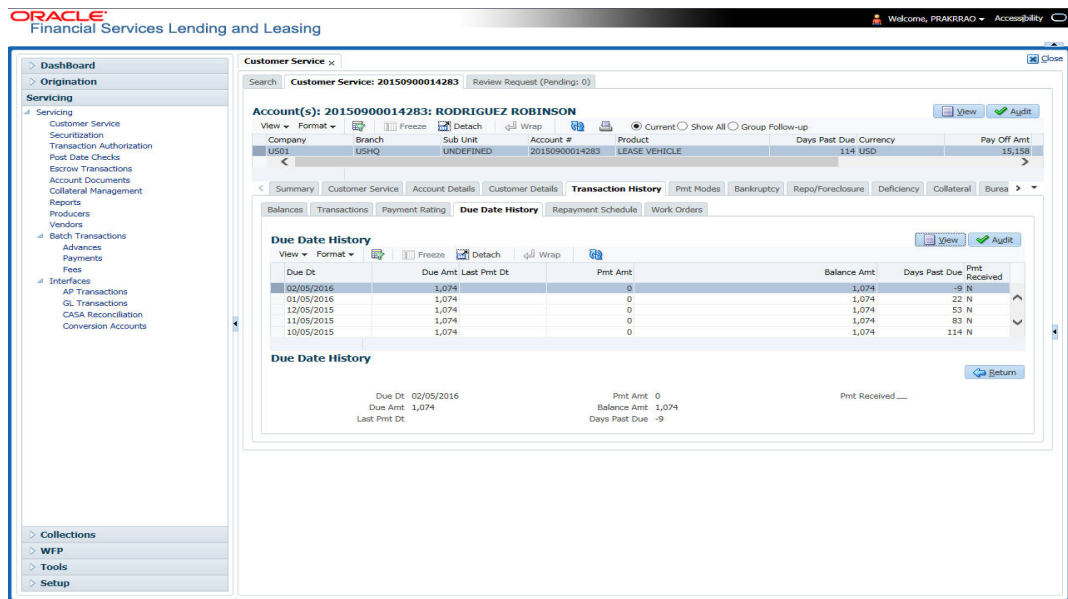 ORACLE®
Financial Services Lending and Leasing
Welcome, PRAKRRAO Accessibility
Close
DashBoard
Origination
Servicing
Servicing
Customer Service
Securitization
Transaction Authorization
Post Date Checks
Escrow Transactions
Account Documents
Collateral Management
Reports
Producers
Vendors
Batch Transactions
Advances
Payments
Fees
Interfaces
AP Transactions
GL Transactions
CASA Reconciliation
Conversion Accounts
Collections
WFP
Tools
Setup
Customer Service x
Search Customer Service: 20150900014283 Review Request (Pending: 0)
Account(s): 20150900014283: RODRIGUEZ ROBINSON View Audit
View Format Freeze Detach Wrap Current Show All Group Follow-up
Company Branch Sub Unit Account # Product Days Past Due Currency Pay Off Amt
US01 USHQ UNDEFINED 20150900014283 LEASE VEHICLE 114 USD 15,158
Summary Customer Service Account Details Customer Details Transaction History Pmt Modes Bankruptcy Repo/Foreclosure Deficiency Collateral Burea
Balances Transactions Payment Rating Due Date History Repayment Schedule Work Orders
Due Date History View Audit
View Format Freeze Detach Wrap
Due Dt Due Amt Last Pmt Dt Pmt Amt Balance Amt Days Past Due Pmt Received
02/05/2016 1,074 0 1,074 -9 N
01/05/2016 1,074 0 1,074 22 N
12/05/2015 1,074 0 1,074 53 N
11/05/2015 1,074 0 1,074 83 N
10/05/2015 1,074 0 1,074 114 N
Due Date History
Return
Due Dt 02/05/2016 Pmt Amt 0 Pmt Received
Due Amt 1,074 Balance Amt 1,074
Last Pmt Dt Days Past Due -9